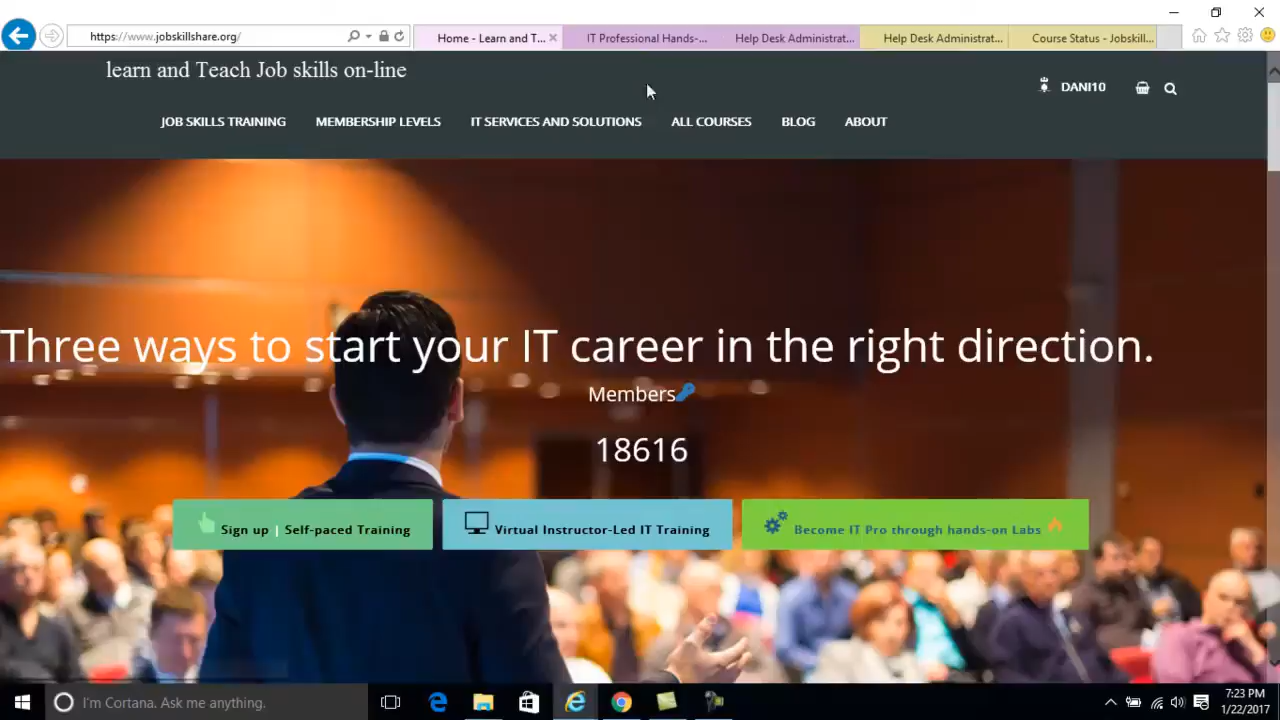 https://www.jobskillshare.org/
Home - Learn and T...
IT Professional Hands-...
Help Desk Administrat...
Help Desk Administrat...
Course Status - Jobskill...
learn and Teach Job skills on-line
DANI10
JOB SKILLS TRAINING
MEMBERSHIP LEVELS
IT SERVICES AND SOLUTIONS
ALL COURSES
BLOG
ABOUT
Three ways to start your IT career in the right direction.
Members
18616
Sign up | Self-paced Training
Virtual Instructor-Led IT Training
Become IT Pro through hands-on Labs
I'm Cortana. Ask me anything.
7:23 PM
1/22/2017